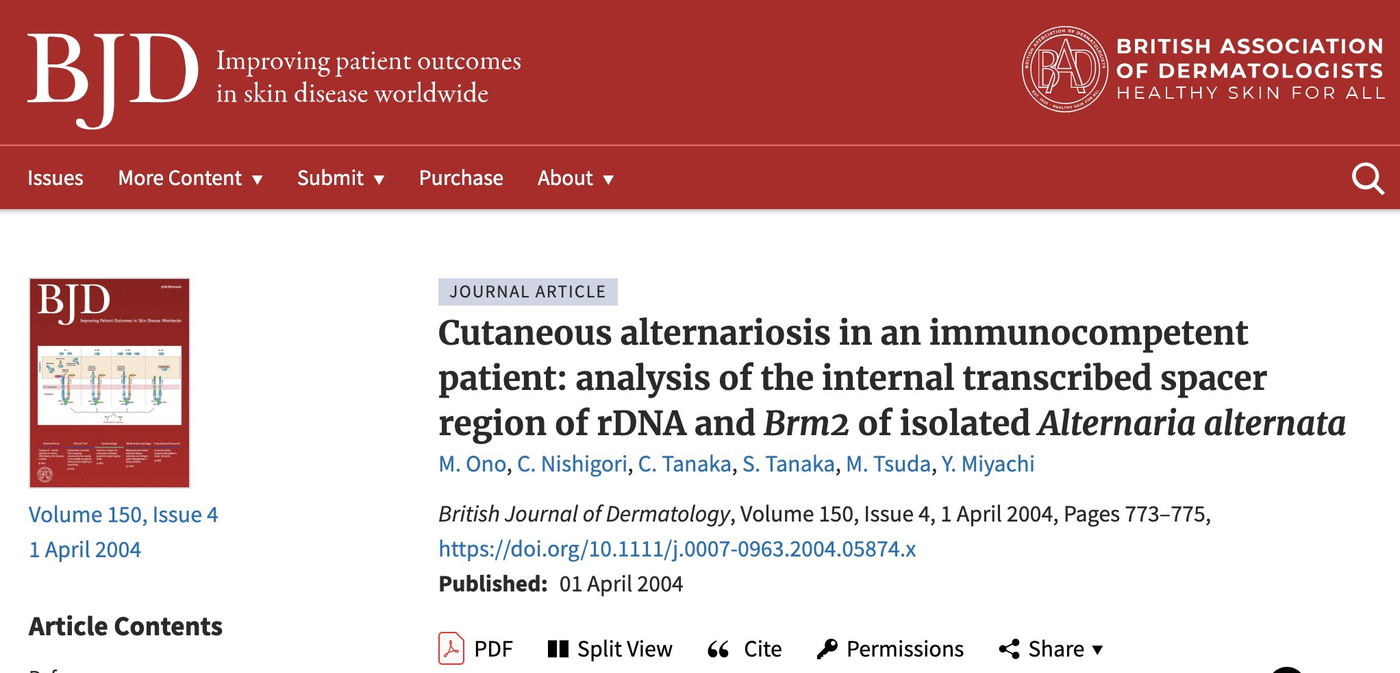 BJD
Improving patient outcomes
in skin disease worldwide
BRITISH ASSOCIATION
OF DERMATOLOGISTS
HEALTHY SKIN FOR ALL
Issues
More Content ▼
Submit ▼
Purchase
About ▼
BJD
Improving Patient Outcomes in Skin Disease Worldwide
Volume 150, Issue 4
1 April 2004
Article Contents
JOURNAL ARTICLE
Cutaneous alternariosis in an immunocompetent
patient: analysis of the internal transcribed spacer
region of rDNA and Brm2 of isolated Alternaria alternata
M. Ono, C. Nishigori, C. Tanaka, S. Tanaka, M. Tsuda, Y. Miyachi
British Journal of Dermatology, Volume 150, Issue 4, 1 April 2004, Pages 773–775,
https://doi.org/10.1111/j.0007-0963.2004.05874.x
Published: 01 April 2004
PDF
Split View
Cite
Permissions
Share ▼